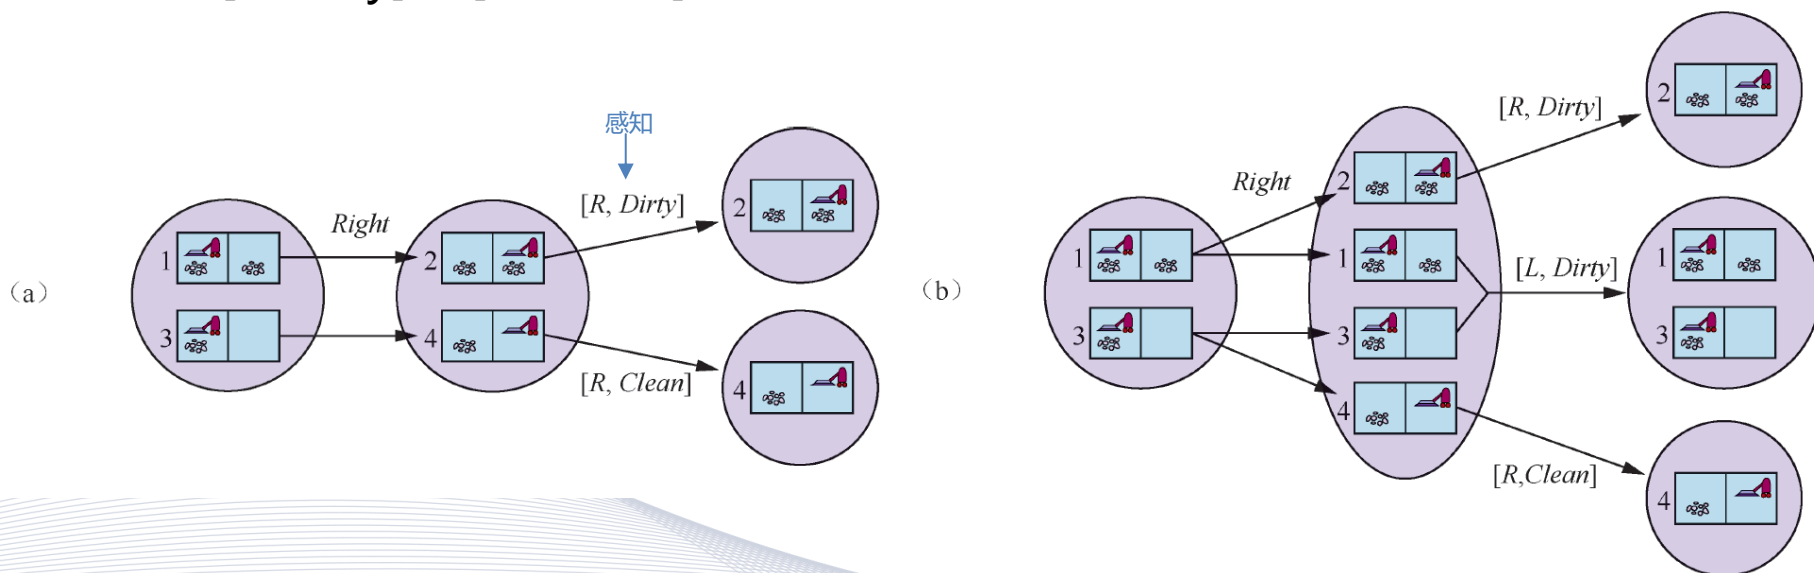 感知
[R, Dirty]
Right
1
2
2
3
4
[R, Clean]
4
(a)
[R, Dirty]
2
Right
2
1
1
[L, Dirty]
1
3
3
3
4
[R,Clean]
4
(b)